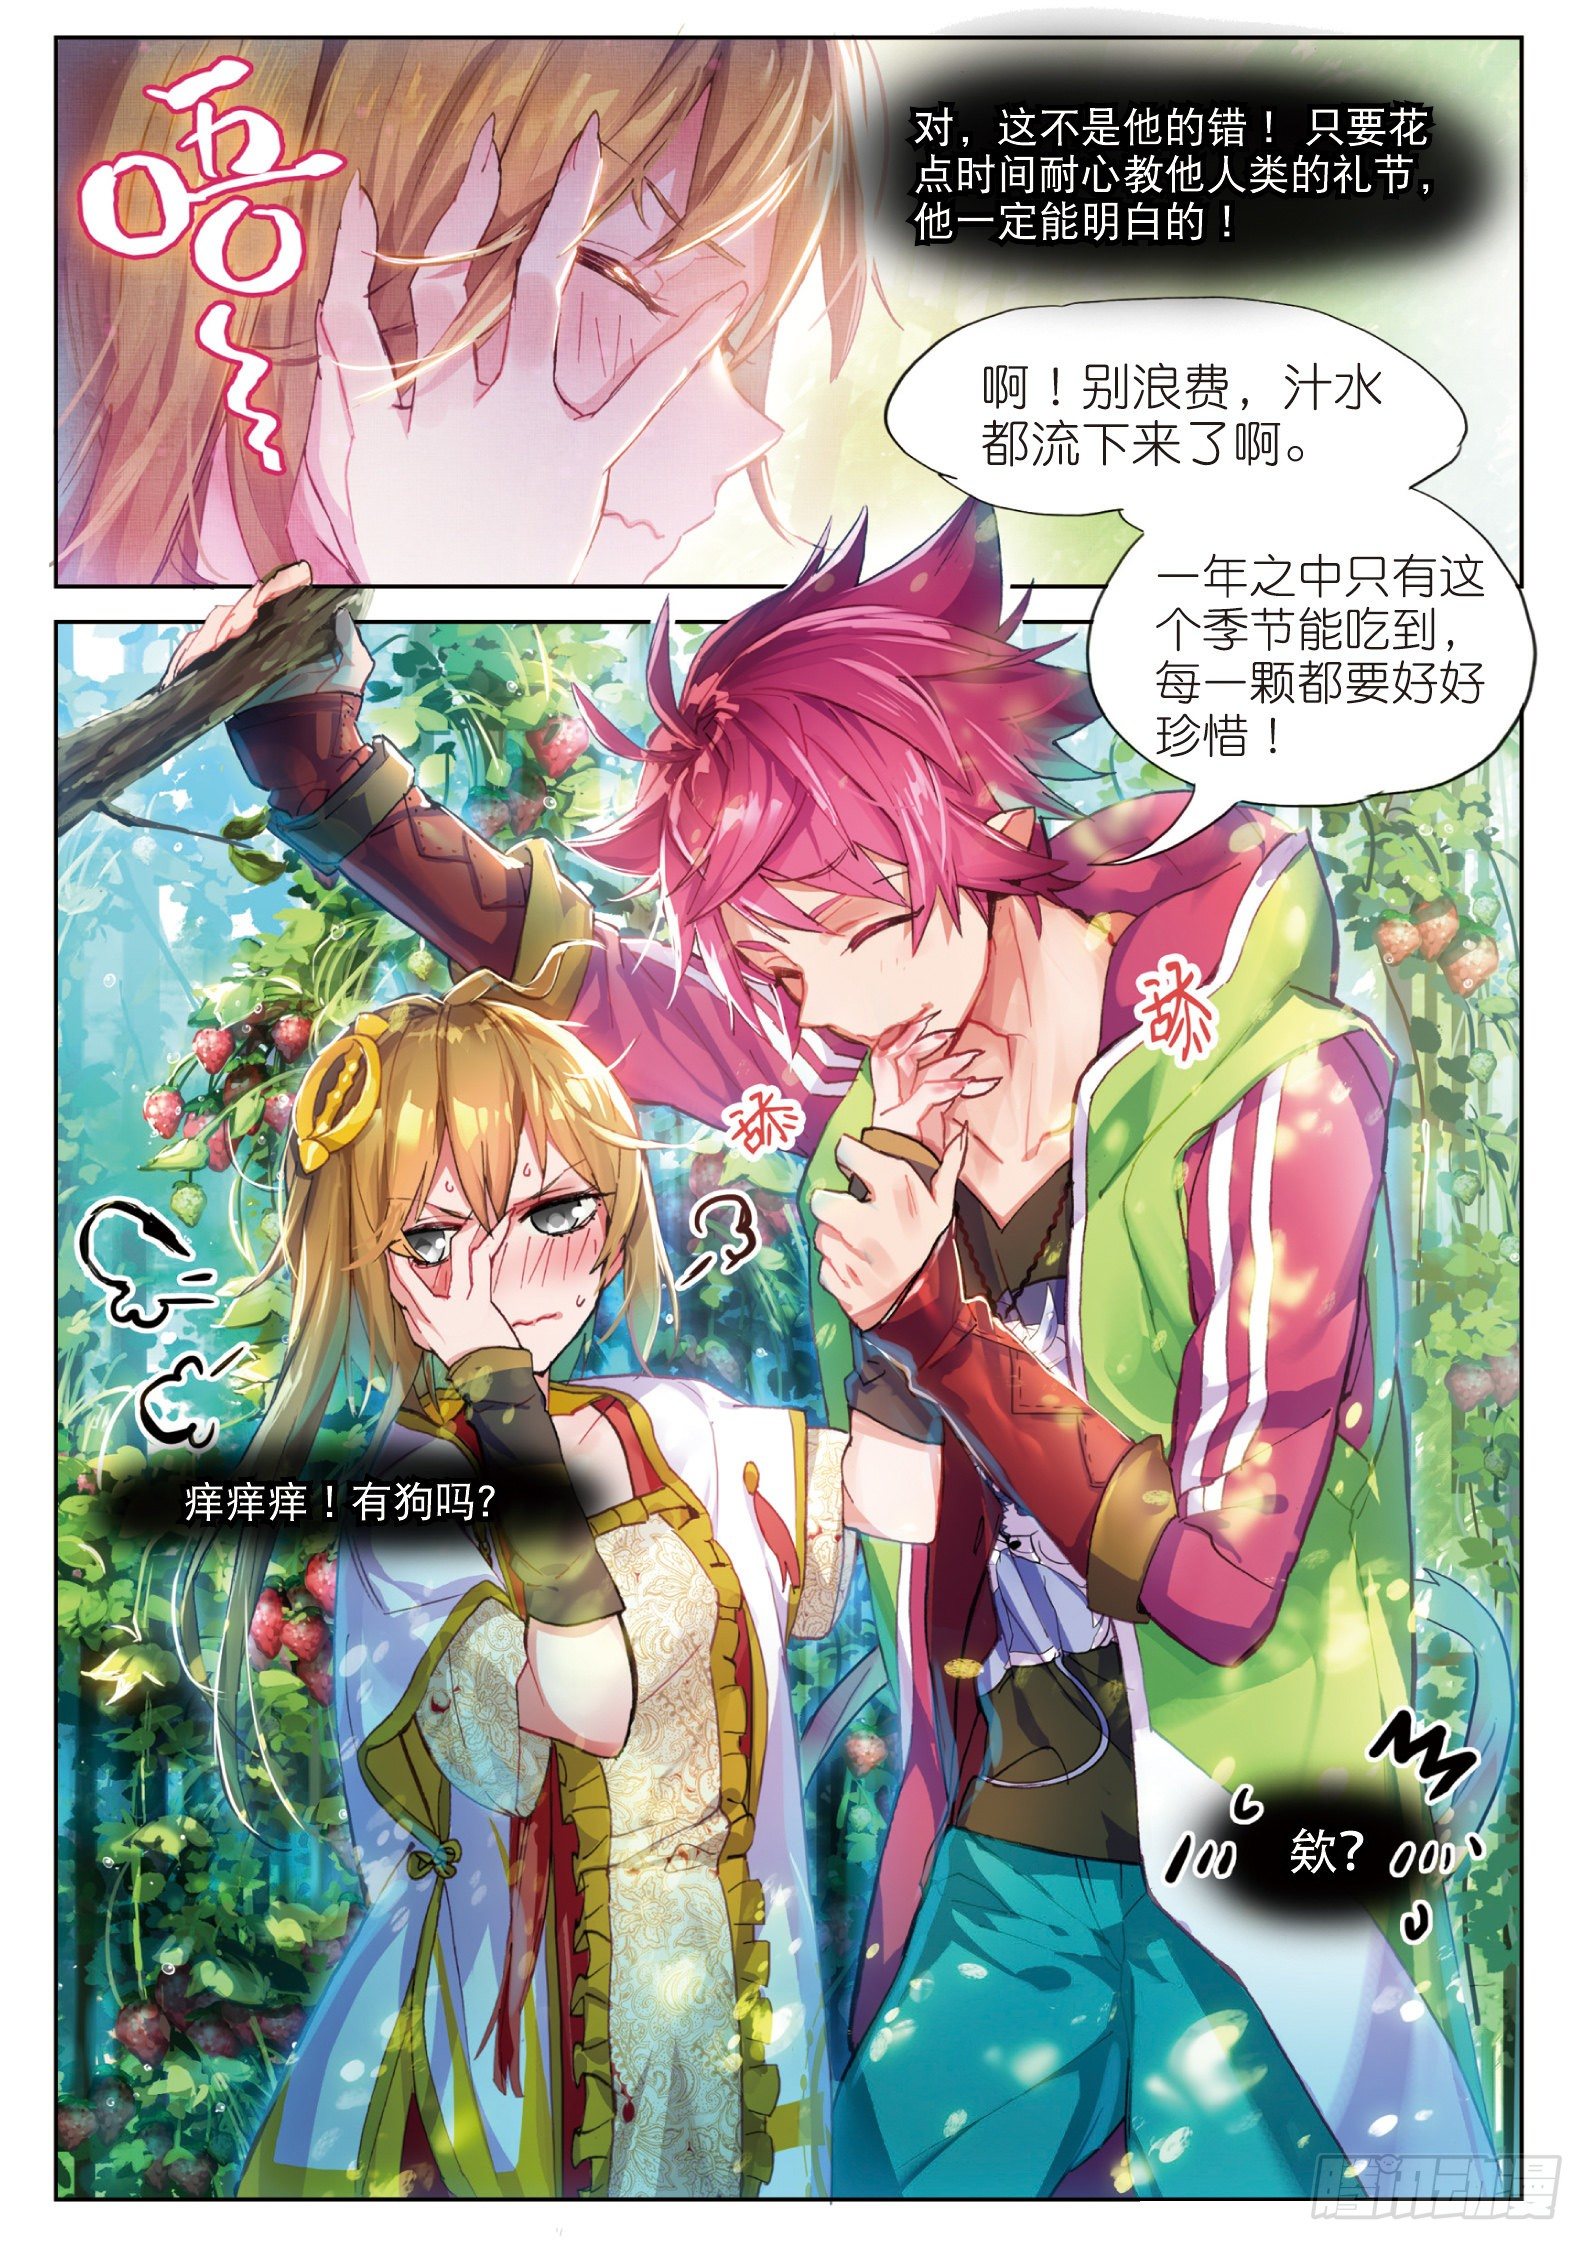 唔
对，这不是他的错！只要花
点时间耐心教他人类的礼节，
他一定能明白的！
啊！别浪费，汁水
都流下来了啊。
一年之中只有这
个季节能吃到，
每一颗都要好好
珍惜！
舔
舔
痒痒痒！有狗吗？
欸？
腾讯动漫